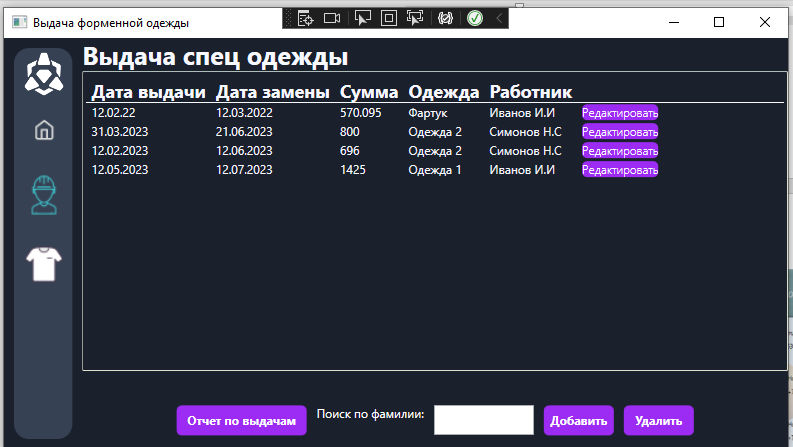 Выдача форменной одежды
Выдача спец одежды
Дата выдачи Дата замены Сумма Одежда Работник
12.02.22 12.03.2022 570.095 Фартук Иванов И.И Редактировать
31.03.2023 21.06.2023 800 Одежда 2 Симонов Н.С Редактировать
12.02.2023 12.06.2023 696 Одежда 2 Симонов Н.С Редактировать
12.05.2023 12.07.2023 1425 Одежда 1 Иванов И.И Редактировать
Отчет по выдачам Поиск по фамилии: Добавить Удалить